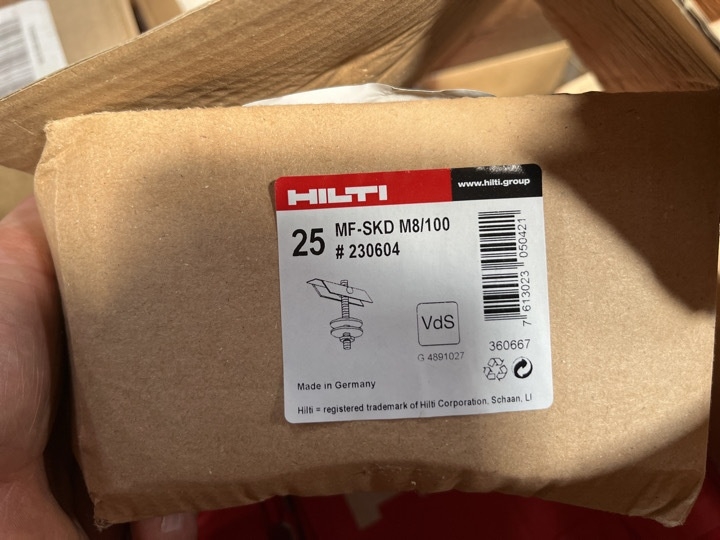 HILTI
www.hilti.group
25
MF-SKD M8/100
# 230604
7 613023 050421
VdS
G 4891027
360667
Made in Germany
Hilti = registered trademark of Hilti Corporation. Schaan, LI